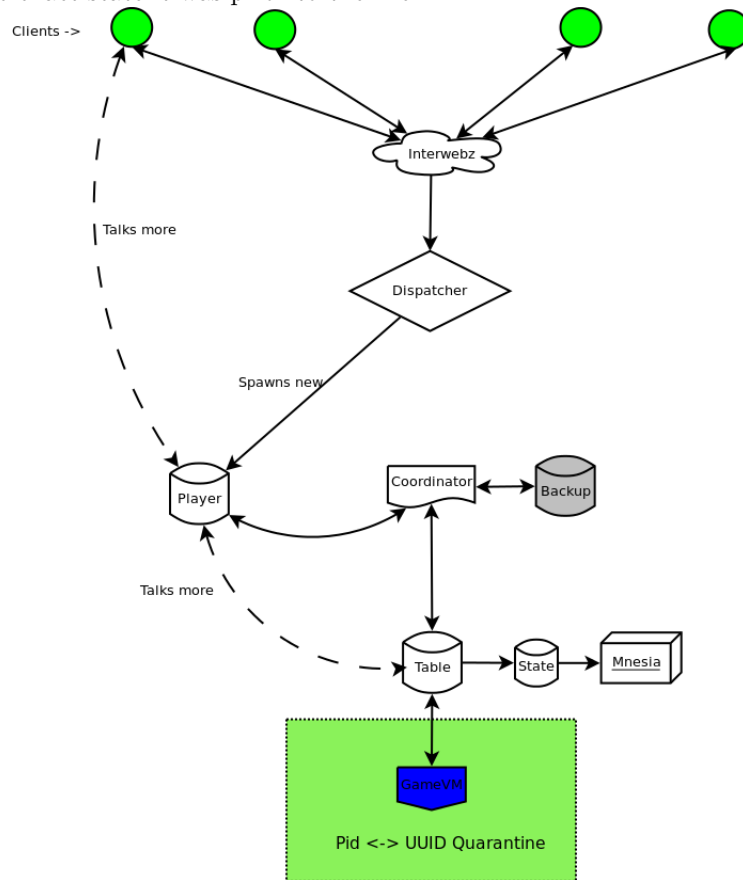 Clients ->
Interwebz
Talks more
Dispatcher
Spawns new
Coordinator
Backup
Player
Talks more
Table
State
Mnesia
GameVM
Pid <-> UUID Quarantine